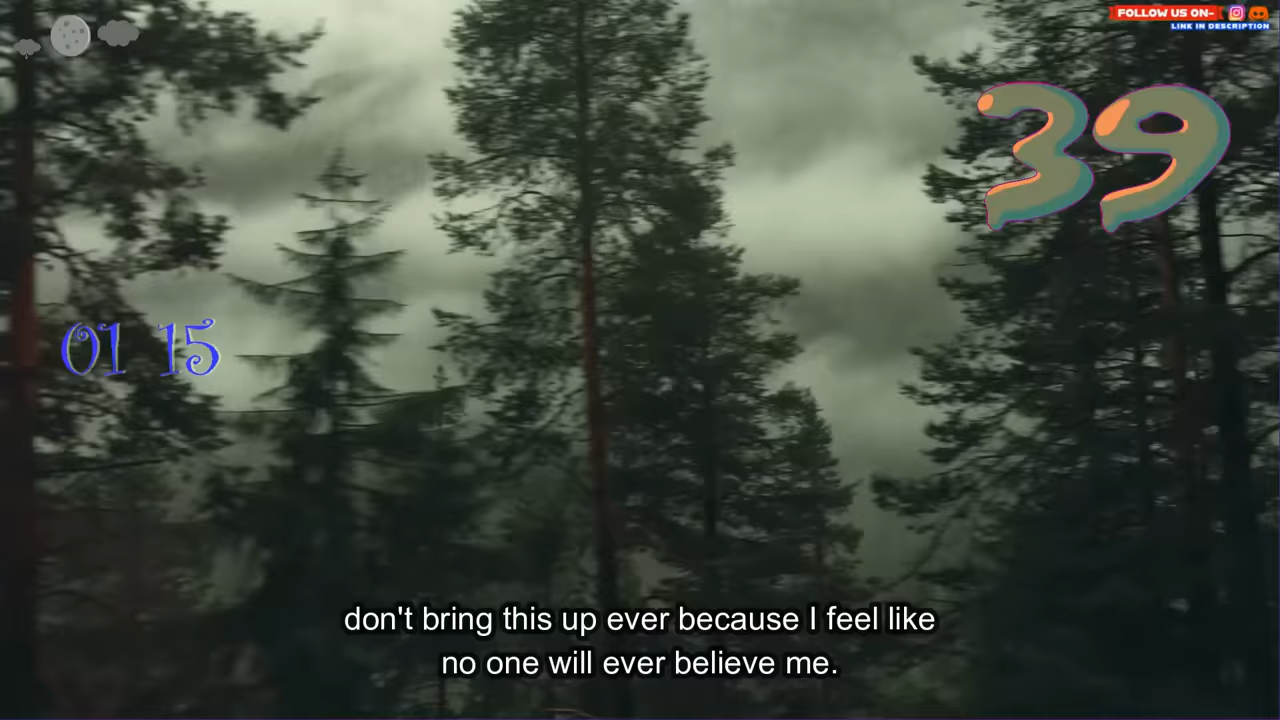 FOLLOW US ON-
LINK IN DESCRIPTION
39
01 15
don't bring this up ever because I feel like
no one will ever believe me.